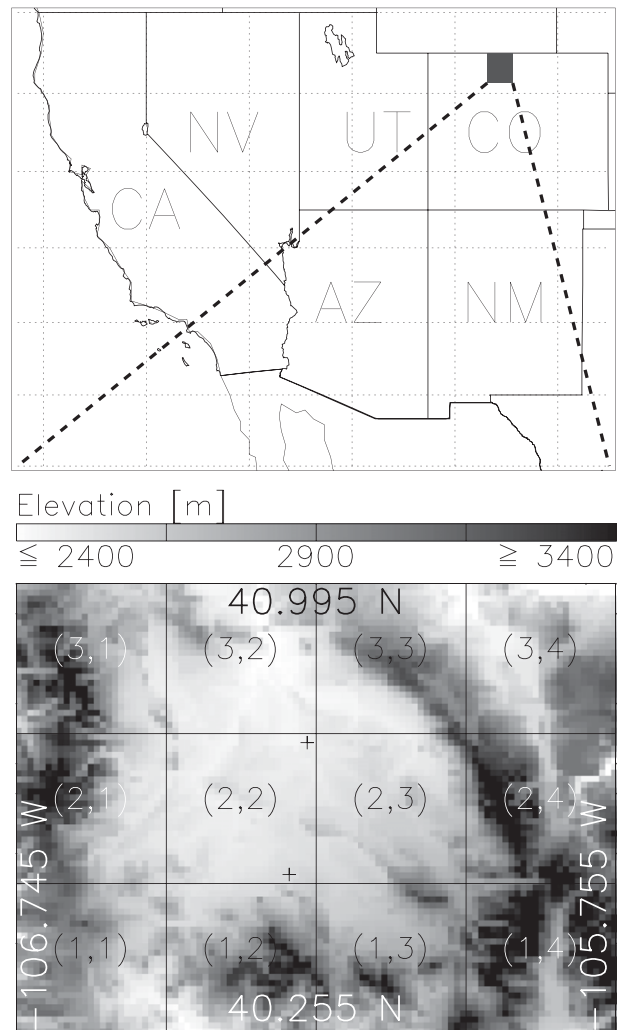 NV UT CO
CA
AZ NM
Elevation [m]
≦ 2400 2900 ≧ 3400
40.995 N
(3,1) (3,2) (3,3) (3,4)
(2,1) (2,2) (2,3) (2,4)
-106.745 W
-105.755 W
(1,1) (1,2) (1,3) (1,4)
40.255 N